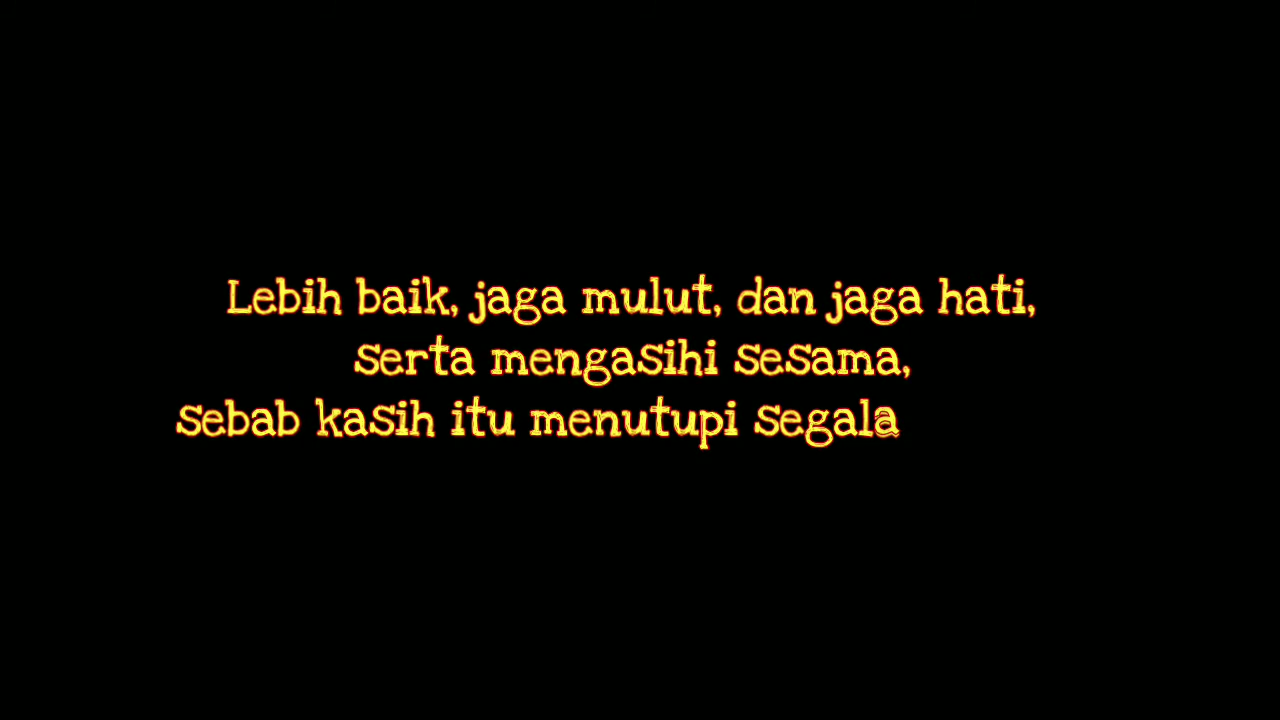 Lebih baik, jaga mulut, dan jaga hati,
serta mengasihi sesama,
sebab kasih itu menutupi segala